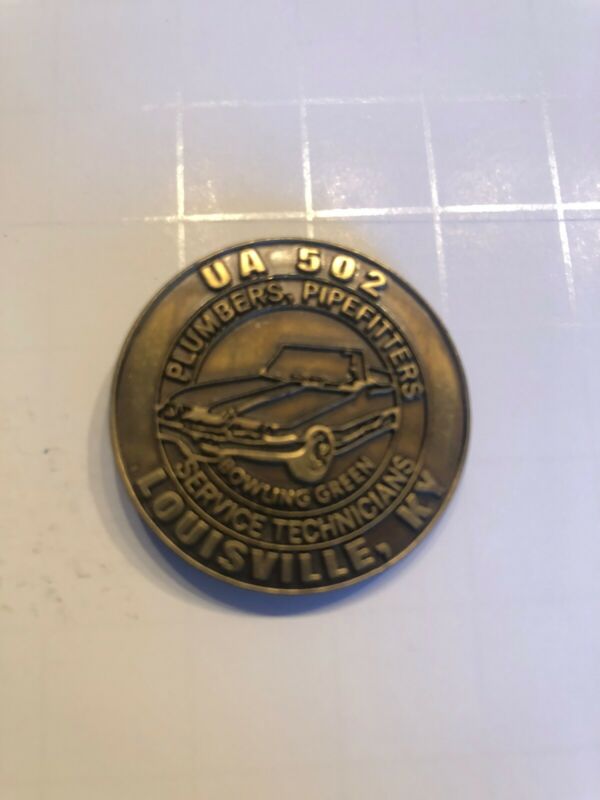 UA 502
PLUMBERS, PIPEFITTERS
BOWLING GREEN
SERVICE TECHNICIANS
LOUISVILLE, KY